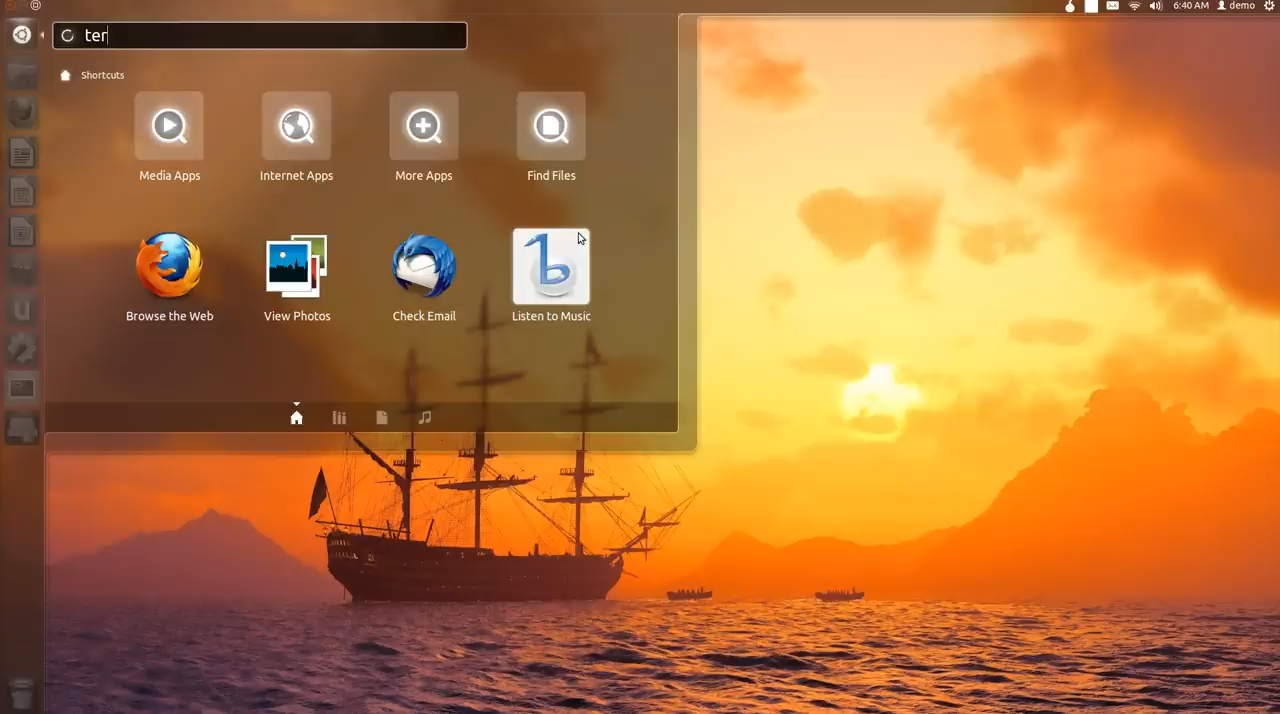 6:40 AM demo
ter
Shortcuts
Media Apps Internet Apps More Apps Find Files
Browse the Web View Photos Check Email Listen to Music